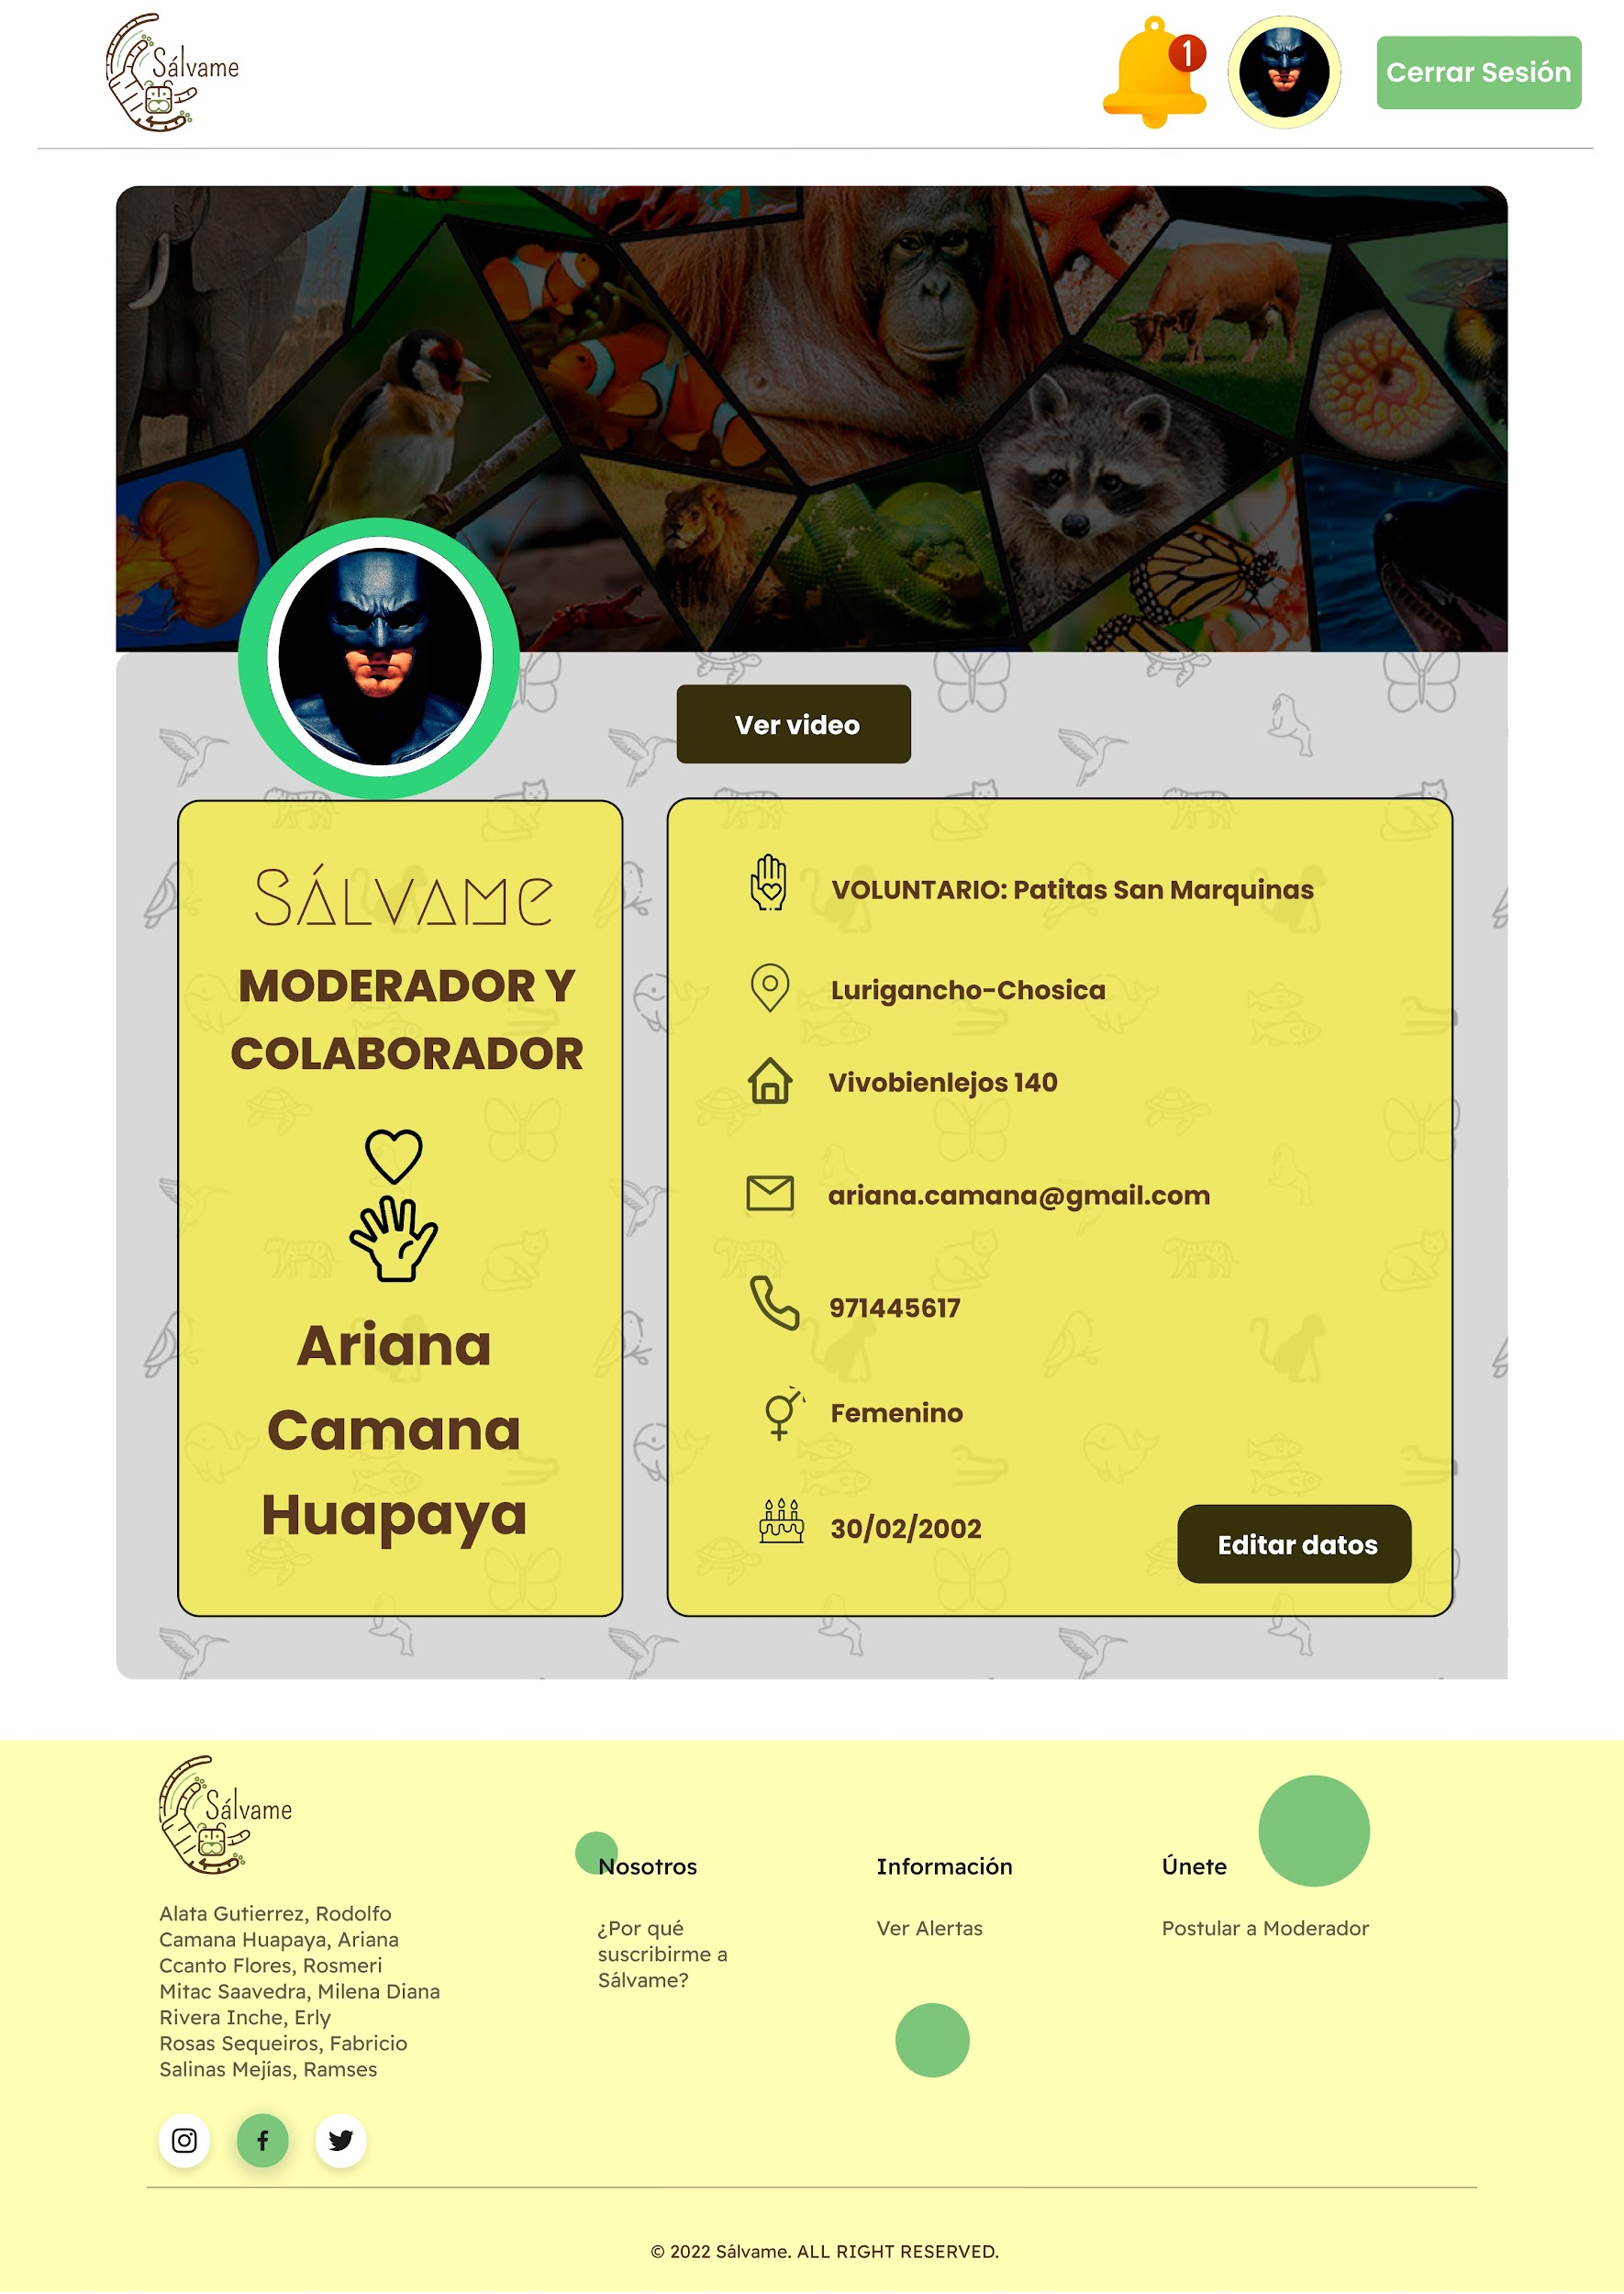 Sálvame
1
Cerrar Sesión
Ver video
SÁLVAME
MODERADOR Y
COLABORADOR
Ariana
Camana
Huapaya
VOLUNTARIO: Patitas San Marquinas
Lurigancho-Chosica
Vivobienlejos 140
ariana.camana@gmail.com
971445617
Femenino
30/02/2002
Editar datos
Sálvame
Alata Gutierrez, Rodolfo
Camana Huapaya, Ariana
Ccanto Flores, Rosmeri
Mitac Saavedra, Milena Diana
Rivera Inche, Erly
Rosas Sequeiros, Fabricio
Salinas Mejías, Ramses
Nosotros
¿Por qué
suscribirme a
Sálvame?
Información
Ver Alertas
Únete
Postular a Moderador
© 2022 Sálvame. ALL RIGHT RESERVED.